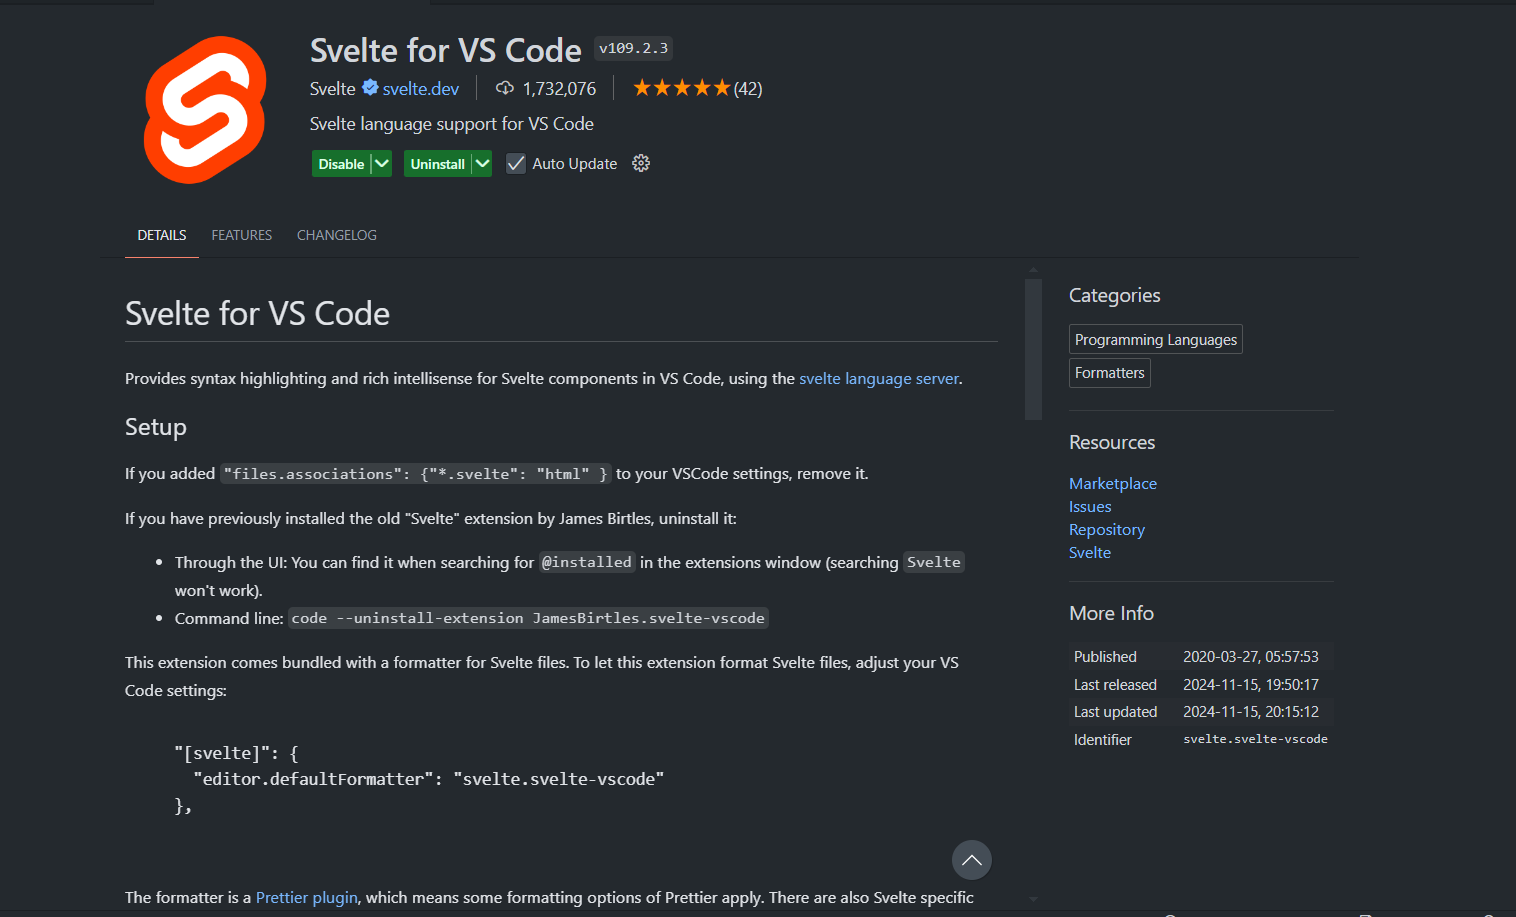 Svelte for VS Code v109.2.3
Svelte svelte.dev 1,732,076 (42)
Svelte language support for VS Code
Disable Uninstall Auto Update
DETAILS FEATURES CHANGELOG
Svelte for VS Code
Provides syntax highlighting and rich intellisense for Svelte components in VS Code, using the svelte language server.
Setup
If you added "files.associations": {"*.svelte": "html" } to your VSCode settings, remove it.
If you have previously installed the old "Svelte" extension by James Birtles, uninstall it:
• Through the UI: You can find it when searching for @installed in the extensions window (searching Svelte
won't work).
• Command line: code --uninstall-extension JamesBirtles.svelte-vscode
This extension comes bundled with a formatter for Svelte files. To let this extension format Svelte files, adjust your VS
Code settings:
"[svelte]": {
"editor.defaultFormatter": "svelte.svelte-vscode"
},
The formatter is a Prettier plugin, which means some formatting options of Prettier apply. There are also Svelte specific
Categories
Programming Languages
Formatters
Resources
Marketplace
Issues
Repository
Svelte
More Info
Published 2020-03-27, 05:57:53
Last released 2024-11-15, 19:50:17
Last updated 2024-11-15, 20:15:12
Identifier svelte.svelte-vscode